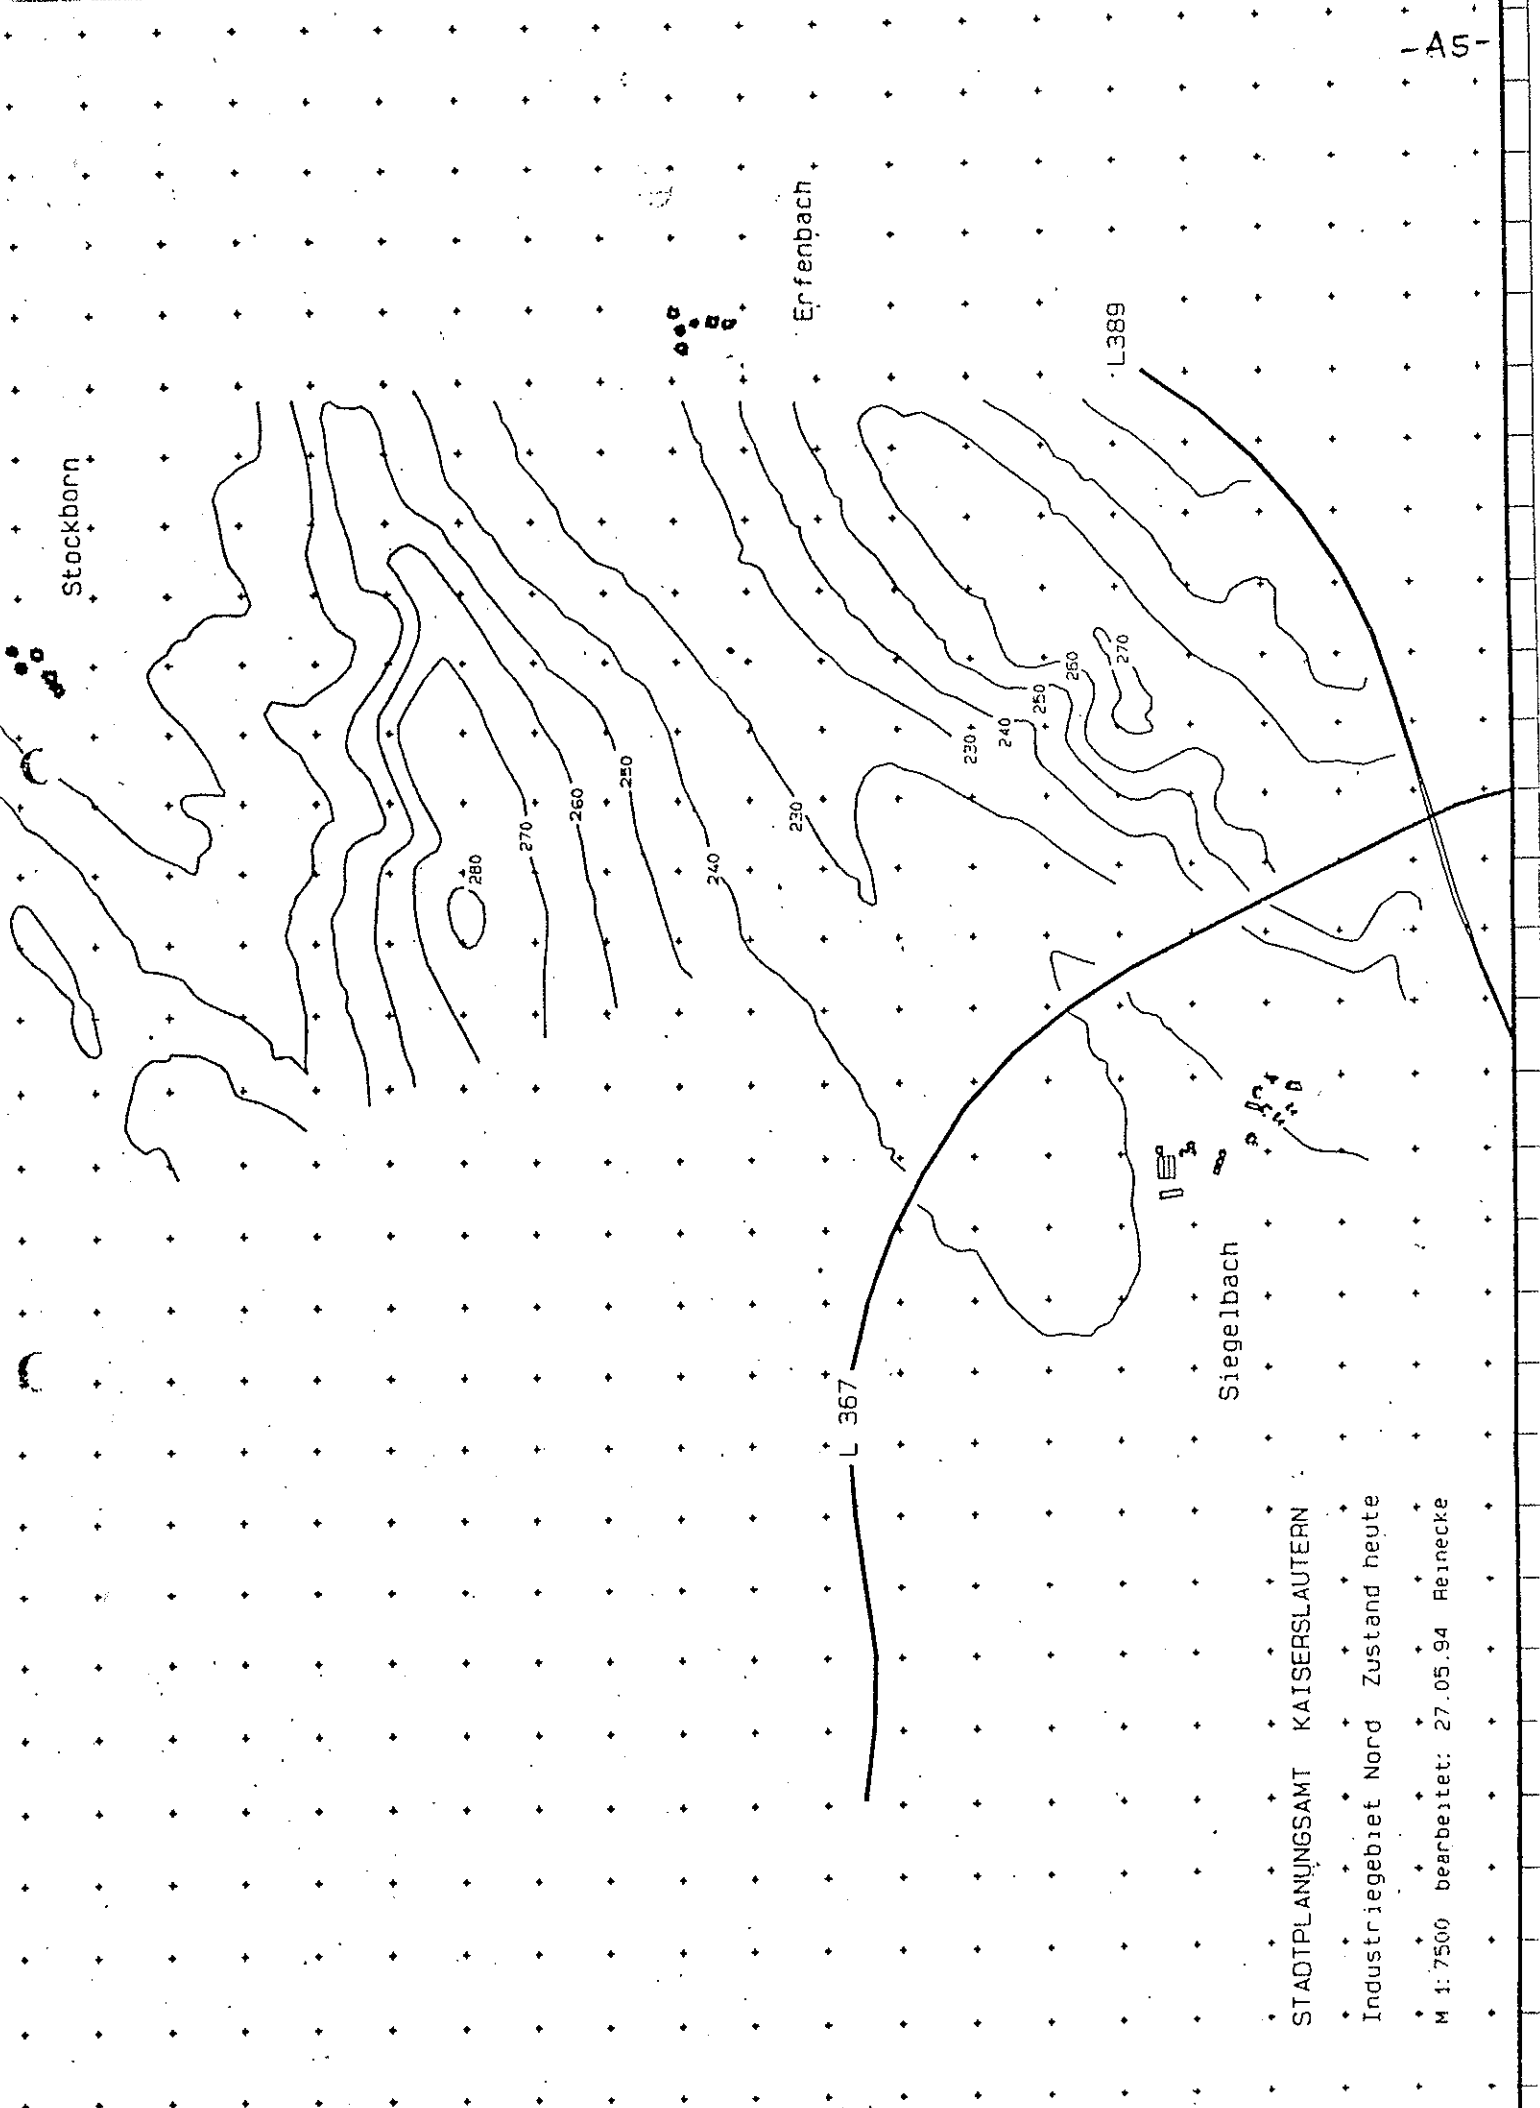 -A5-
Stockborn
Erfenbach
L389
280
270
260
250
240
230
230
240
250
260
270
L 367
Siegelbach
STADTPLANUNGSAMT KAISERSLAUTERN
Industriegebiet Nord Zustand heute
M 1:7500 bearbeitet: 27.05.94 Reinecke